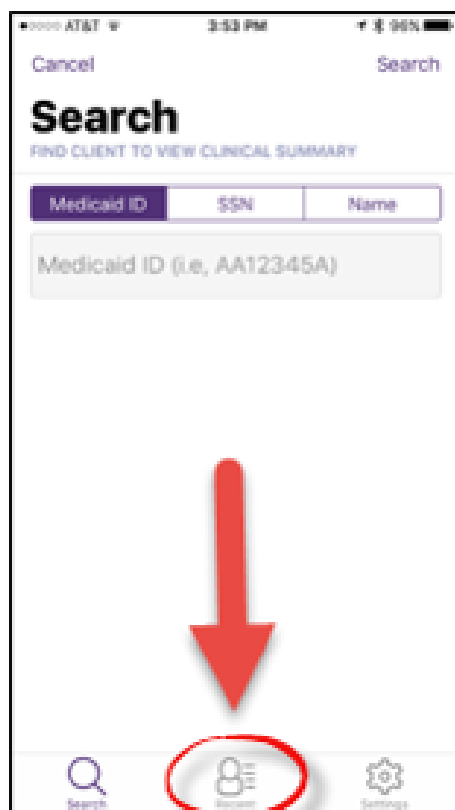 AT&T 3:53 PM 96%
Cancel Search
Search
FIND CLIENT TO VIEW CLINICAL SUMMARY
Medicaid ID SSN Name
Medicaid ID (i.e, AA12345A)
Search Recent Settings